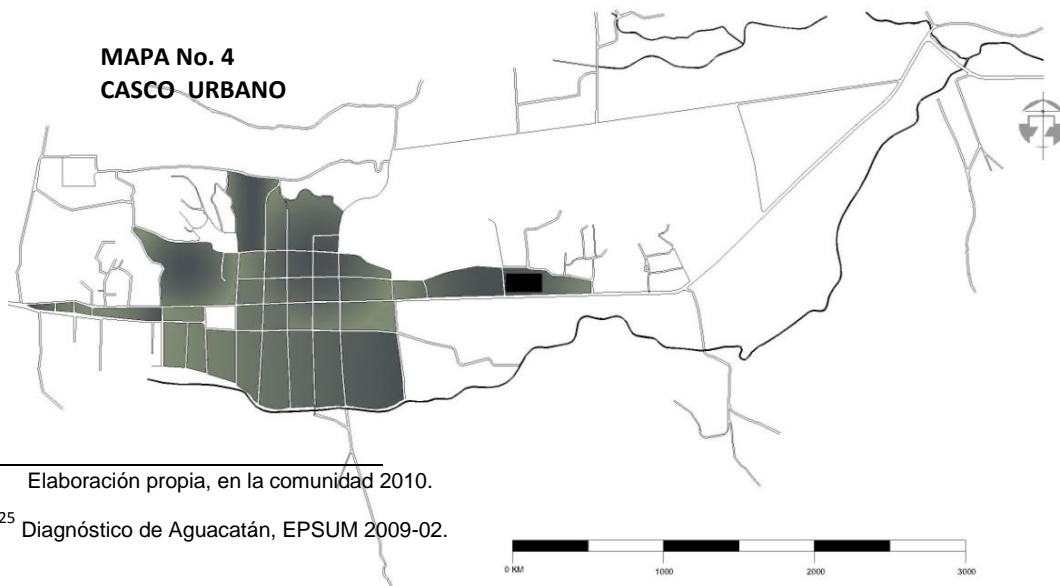 MAPA No. 4
CASCO URBANO
Elaboración propia, en la comunidad 2010.
25 Diagnóstico de Aguacatán, EPSUM 2009-02.
0 KM 1000 2000 3000